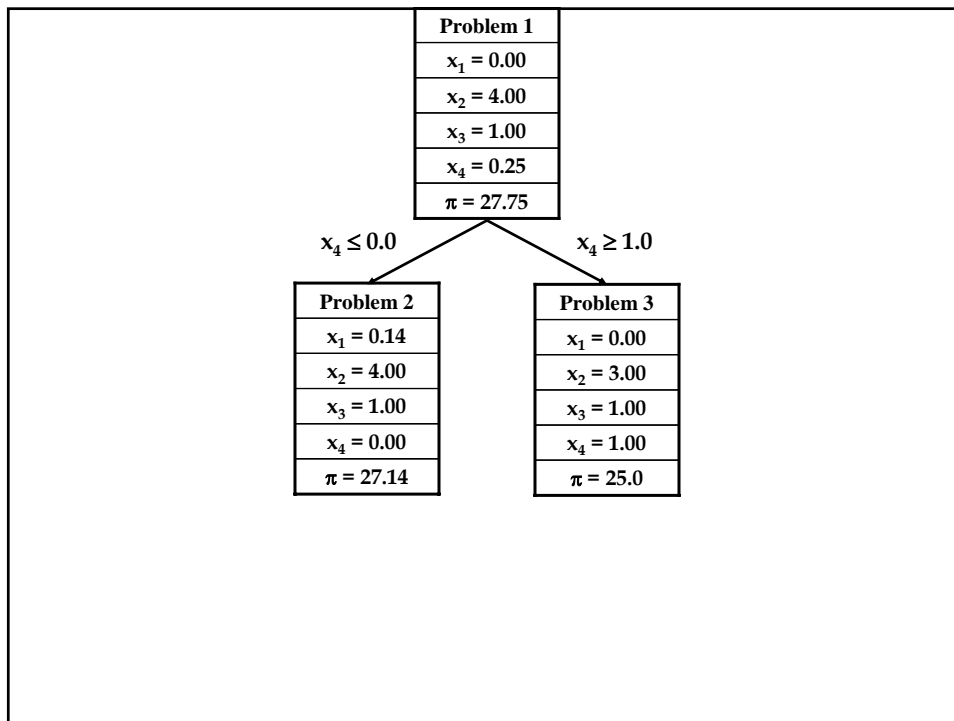 Problem 1
x₁ = 0.00
x₂ = 4.00
x₃ = 1.00
x₄ = 0.25
π = 27.75
x₄ ≤ 0.0
x₄ ≥ 1.0
Problem 2
x₁ = 0.14
x₂ = 4.00
x₃ = 1.00
x₄ = 0.00
π = 27.14
Problem 3
x₁ = 0.00
x₂ = 3.00
x₃ = 1.00
x₄ = 1.00
π = 25.0